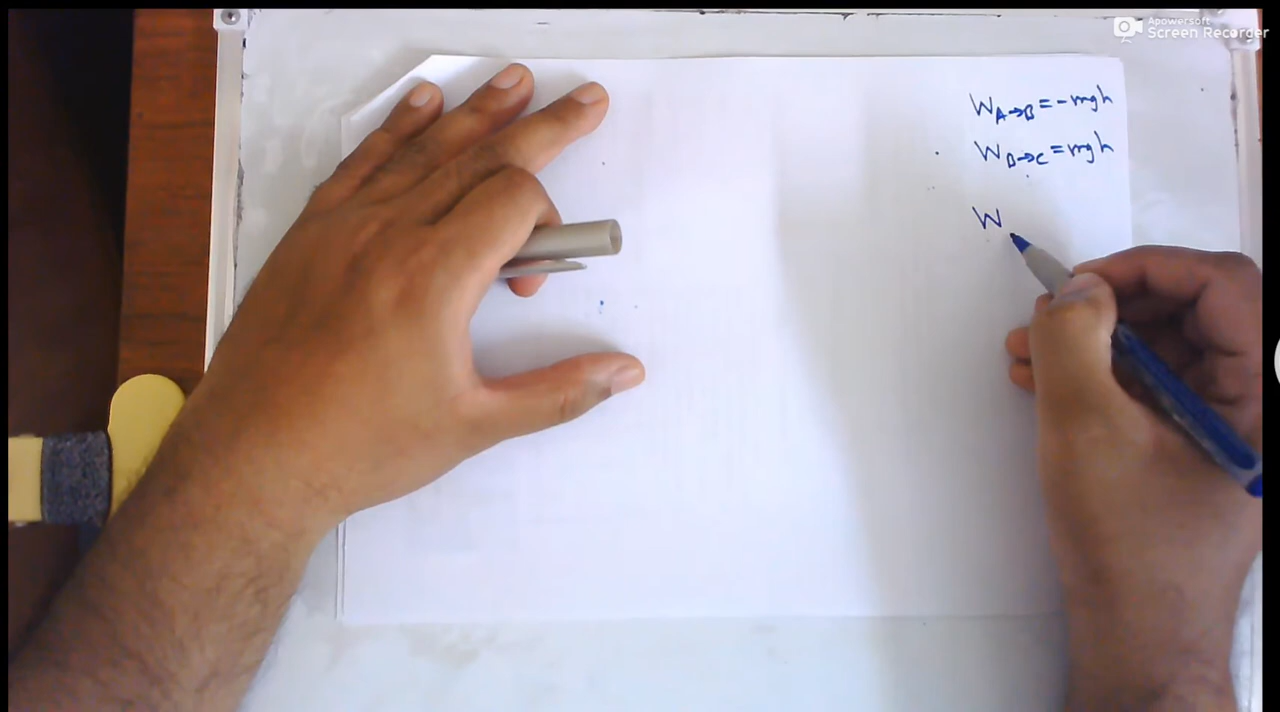 Apowersoft
Screen Recorder
W_{A→B} = -mgh
W_{B→C} = mgh
W